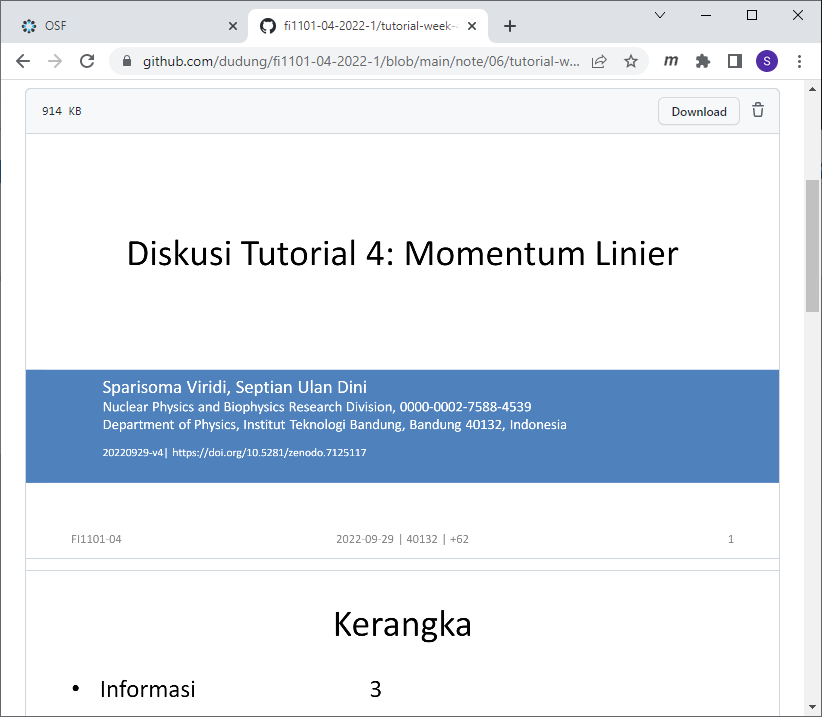 OSF
fi1101-04-2022-1/tutorial-week-
github.com/dudung/fi1101-04-2022-1/blob/main/note/06/tutorial-w...
m
S
914 KB
Download
Diskusi Tutorial 4: Momentum Linier
Sparisoma Viridi, Septian Ulan Dini
Nuclear Physics and Biophysics Research Division, 0000-0002-7588-4539
Department of Physics, Institut Teknologi Bandung, Bandung 40132, Indonesia
20220929-v4| https://doi.org/10.5281/zenodo.7125117
FI1101-04 2022-09-29 | 40132 | +62 1
Kerangka
• Informasi 3